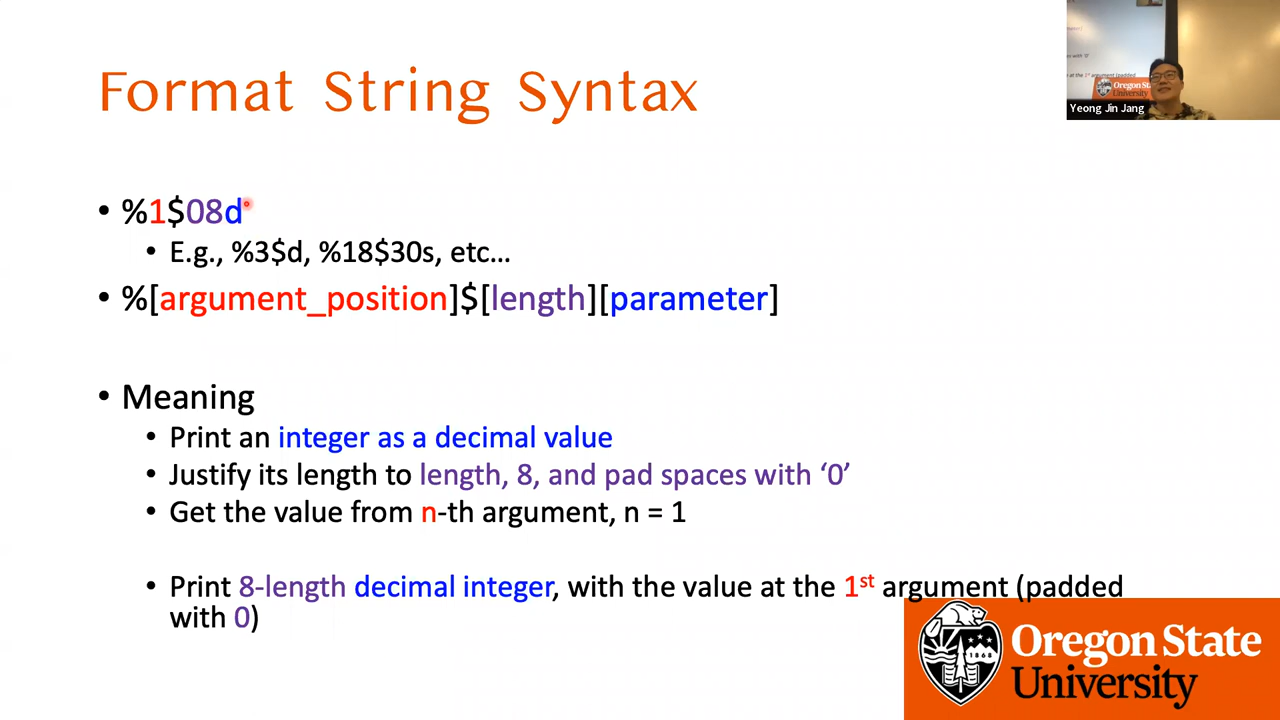 Format String Syntax
• %1$08d
• E.g., %3$d, %18$30s, etc...
• %[argument_position]$[length][parameter]
• Meaning
• Print an integer as a decimal value
• Justify its length to length, 8, and pad spaces with ‘0’
• Get the value from n-th argument, n = 1
• Print 8-length decimal integer, with the value at the 1st argument (padded
with 0)
Oregon State
University
Yeong Jin Jang
Oregon Sta
University